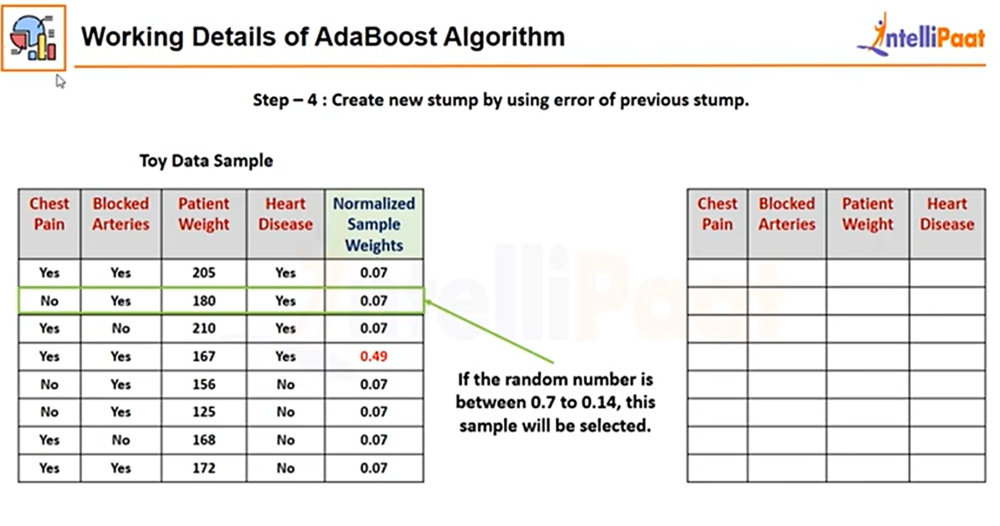 Working Details of AdaBoost Algorithm
IntelliPaat
Step – 4 : Create new stump by using error of previous stump.
Toy Data Sample
Chest Pain Blocked Arteries Patient Weight Heart Disease Normalized Sample Weights
Yes Yes 205 Yes 0.07
No Yes 180 Yes 0.07
Yes No 210 Yes 0.07
Yes Yes 167 Yes 0.49
No Yes 156 No 0.07
No Yes 125 No 0.07
Yes No 168 No 0.07
Yes Yes 172 No 0.07
If the random number is
between 0.7 to 0.14, this
sample will be selected.
Chest Pain Blocked Arteries Patient Weight Heart Disease
IntelliPaat